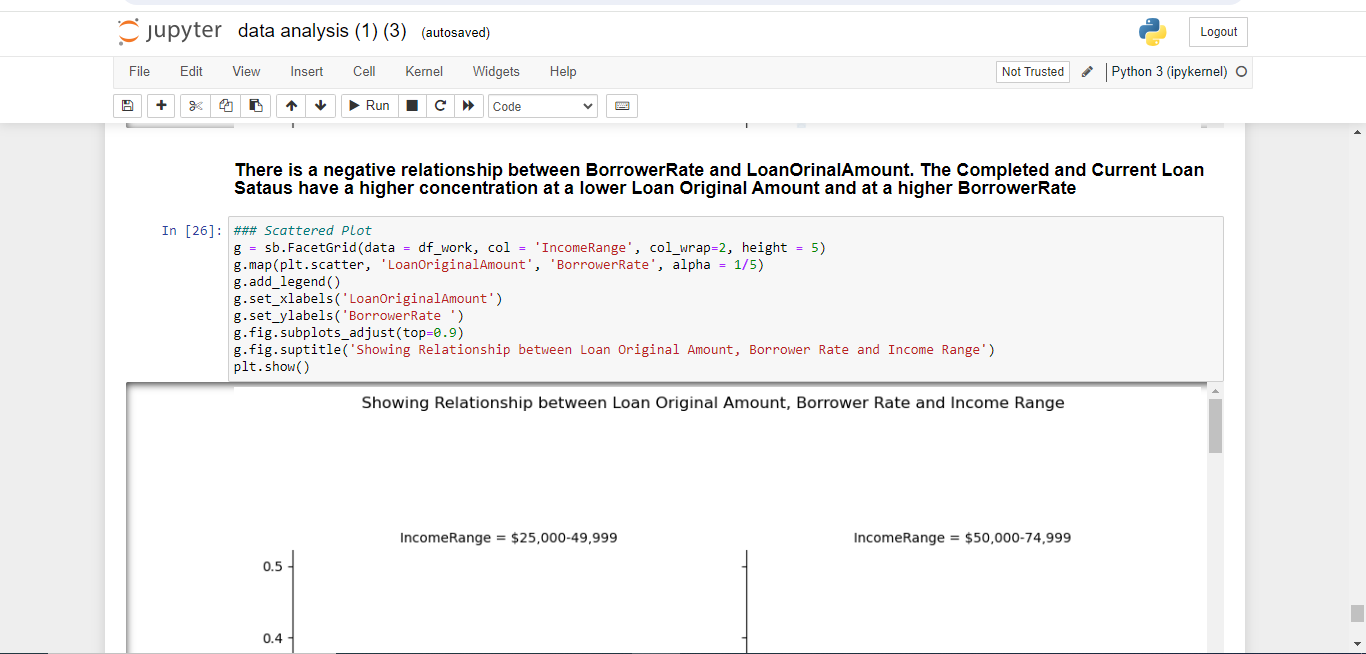 jupyter data analysis (1) (3) (autosaved) Logout
File Edit View Insert Cell Kernel Widgets Help Not Trusted Python 3 (ipykernel)
Run Code
There is a negative relationship between BorrowerRate and LoanOrinalAmount. The Completed and Current Loan
Sataus have a higher concentration at a lower Loan Original Amount and at a higher BorrowerRate
In [26]: ### Scattered Plot
g = sb.FacetGrid(data = df_work, col = 'IncomeRange', col_wrap=2, height = 5)
g.map(plt.scatter, 'LoanOriginalAmount', 'BorrowerRate', alpha = 1/5)
g.add_legend()
g.set_xlabels('LoanOriginalAmount')
g.set_ylabels('BorrowerRate ')
g.fig.subplots_adjust(top=0.9)
g.fig.suptitle('Showing Relationship between Loan Original Amount, Borrower Rate and Income Range')
plt.show()
Showing Relationship between Loan Original Amount, Borrower Rate and Income Range
IncomeRange = $25,000-49,999 IncomeRange = $50,000-74,999
0.5
0.4